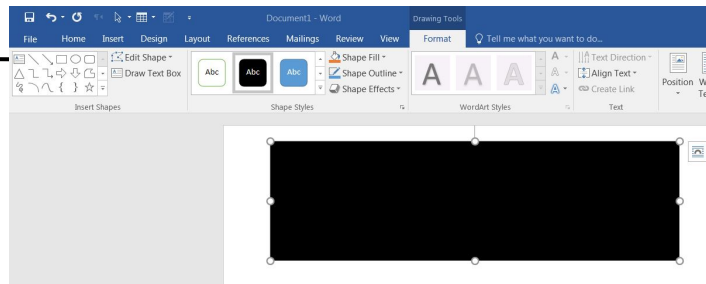 Document1 - Word
Drawing Tools
File Home Insert Design Layout References Mailings Review View Format Tell me what you want to do...
Edit Shape
Draw Text Box
Abc Abc Abc
Shape Fill
Shape Outline
Shape Effects
A A A
A
A
A
Text Direction
Align Text
Create Link
Position
Insert Shapes
Shape Styles
WordArt Styles
Text